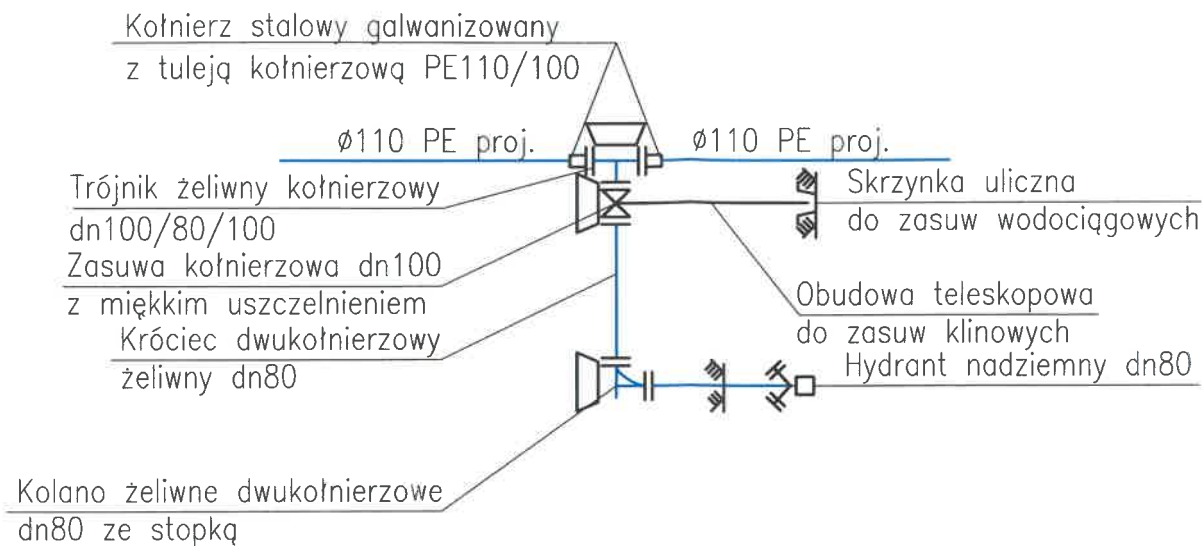 Kołnierz stalowy galwanizowany
z tuleją kołnierzową PE110/100
ø110 PE proj.
ø110 PE proj.
Trójnik żeliwny kołnierzowy
dn100/80/100
Zasuwa kołnierzowa dn100
z miękkim uszczelnieniem
Króciec dwukołnierzowy
żeliwny dn80
Skrzynka uliczna
do zasuw wodociągowych
Obudowa teleskopowa
do zasuw klinowych
Hydrant nadziemny dn80
Kolano żeliwne dwukołnierzowe
dn80 ze stopką